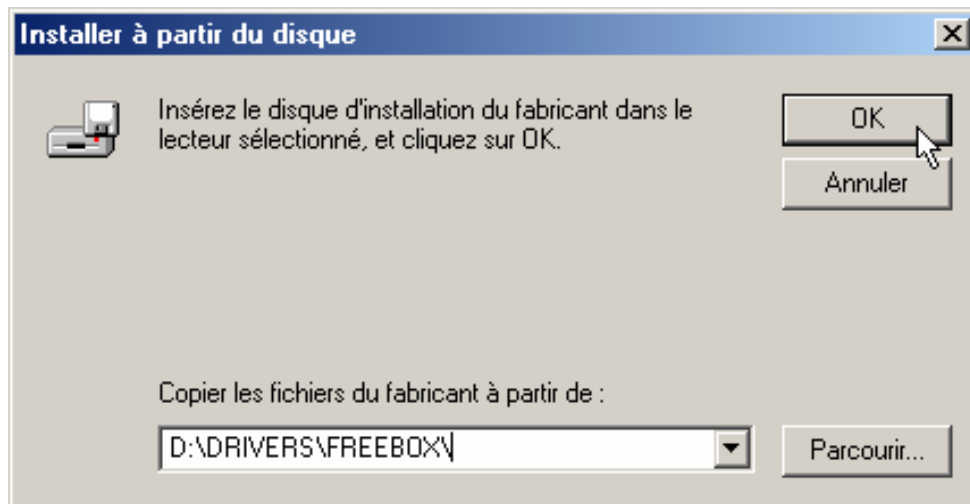 Installer à partir du disque
Insérez le disque d'installation du fabricant dans le
lecteur sélectionné, et cliquez sur OK.
OK
Annuler
Copier les fichiers du fabricant à partir de :
D:\DRIVERS\FREEBOX\
Parcourir...